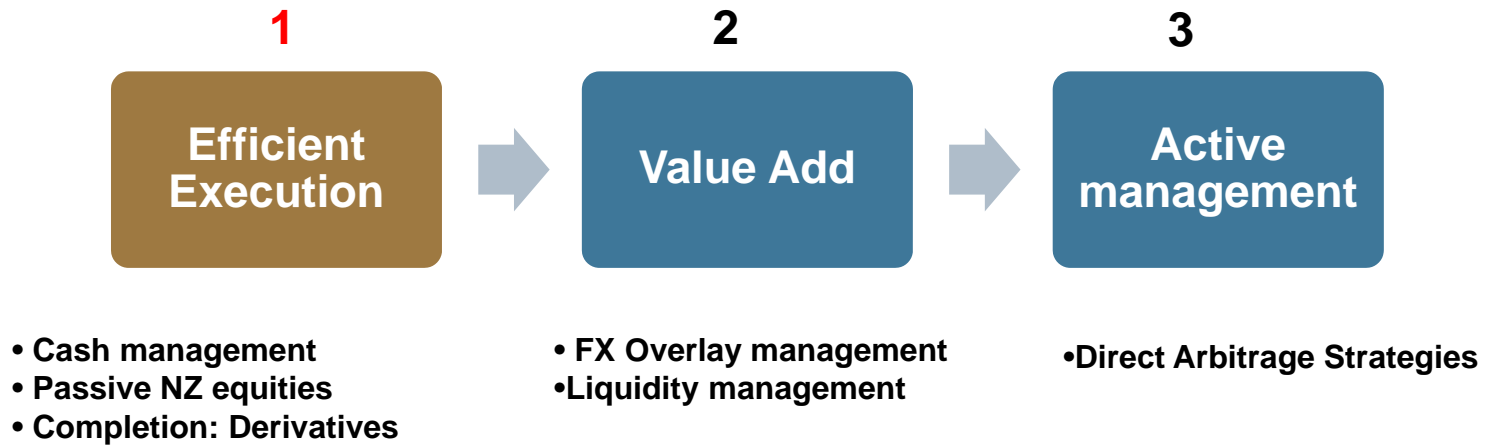 1
2
3
Efficient
Execution
Value Add
Active
management
• Cash management
• Passive NZ equities
• Completion: Derivatives
• FX Overlay management
•Liquidity management
•Direct Arbitrage Strategies